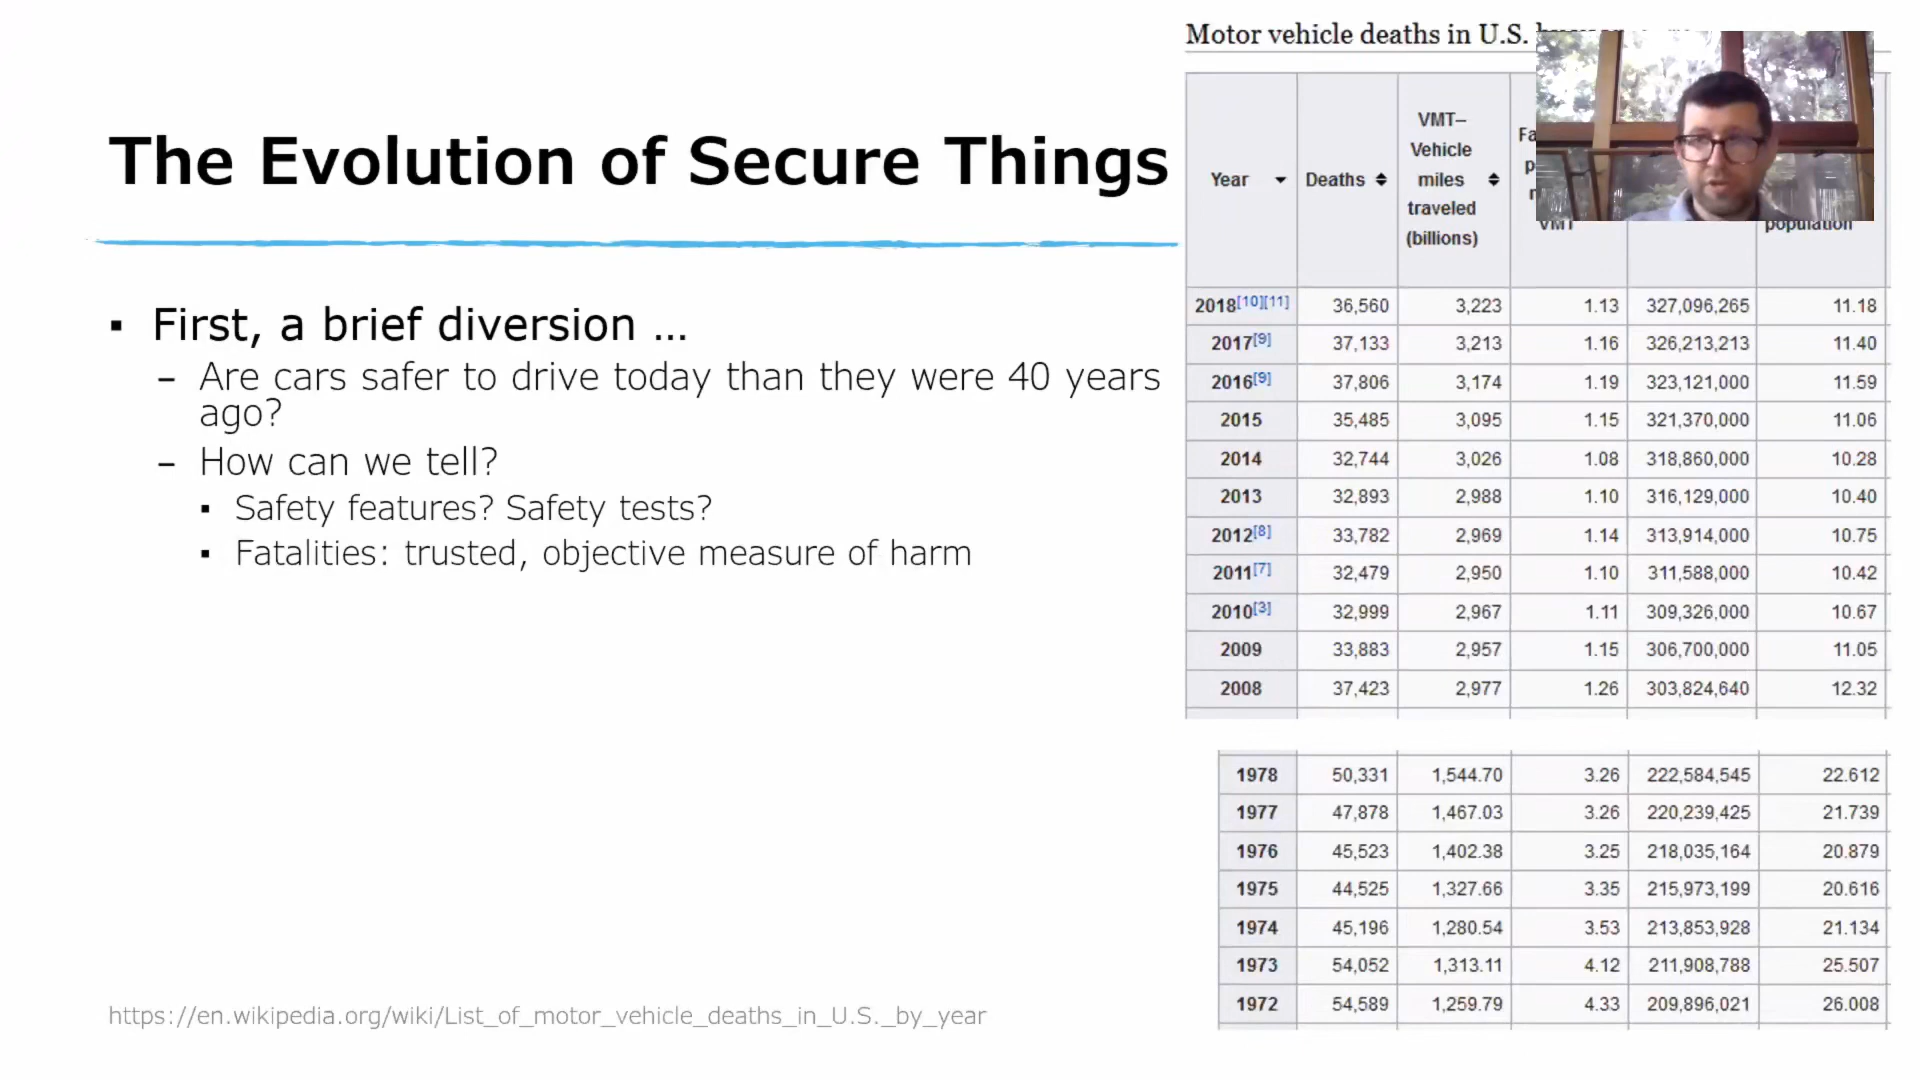 Motor vehicle deaths in U.S.
The Evolution of Secure Things
▪ First, a brief diversion ...
– Are cars safer to drive today than they were 40 years
ago?
– How can we tell?
▪ Safety features? Safety tests?
▪ Fatalities: trusted, objective measure of harm
https://en.wikipedia.org/wiki/List_of_motor_vehicle_deaths_in_U.S._by_year
Year Deaths VMT–
Vehicle
miles
traveled
(billions)
VMT population
2018[10][11] 36,560 3,223 1.13 327,096,265 11.18
2017[9] 37,133 3,213 1.16 326,213,213 11.40
2016[9] 37,806 3,174 1.19 323,121,000 11.59
2015 35,485 3,095 1.15 321,370,000 11.06
2014 32,744 3,026 1.08 318,860,000 10.28
2013 32,893 2,988 1.10 316,129,000 10.40
2012[8] 33,782 2,969 1.14 313,914,000 10.75
2011[7] 32,479 2,950 1.10 311,588,000 10.42
2010[3] 32,999 2,967 1.11 309,326,000 10.67
2009 33,883 2,957 1.15 306,700,000 11.05
2008 37,423 2,977 1.26 303,824,640 12.32
1978 50,331 1,544.70 3.26 222,584,545 22.612
1977 47,878 1,467.03 3.26 220,239,425 21.739
1976 45,523 1,402.38 3.25 218,035,164 20.879
1975 44,525 1,327.66 3.35 215,973,199 20.616
1974 45,196 1,280.54 3.53 213,853,928 21.134
1973 54,052 1,313.11 4.12 211,908,788 25.507
1972 54,589 1,259.79 4.33 209,896,021 26.008